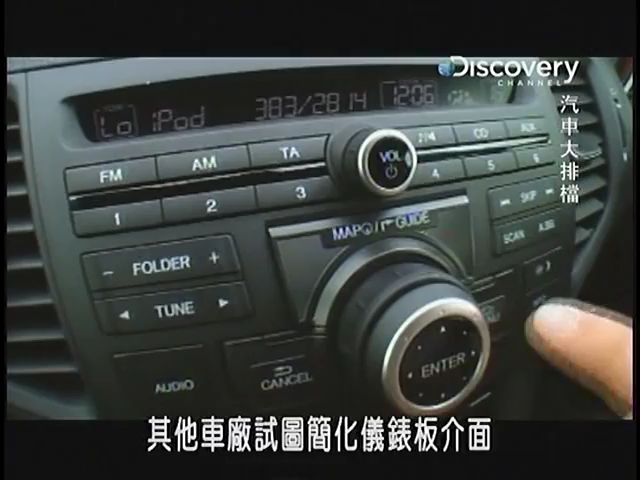 Discovery
CHANNEL
汽車大排檔
Lo iPod 383/2814 12:06
FM AM TA CD AUX
VOL
1 2 3 4 5 6
MAP GUIDE
SKIP
SCAN A.SEL
− FOLDER +
TUNE
ENTER
AUDIO
CANCEL
其他車廠試圖簡化儀錶板介面